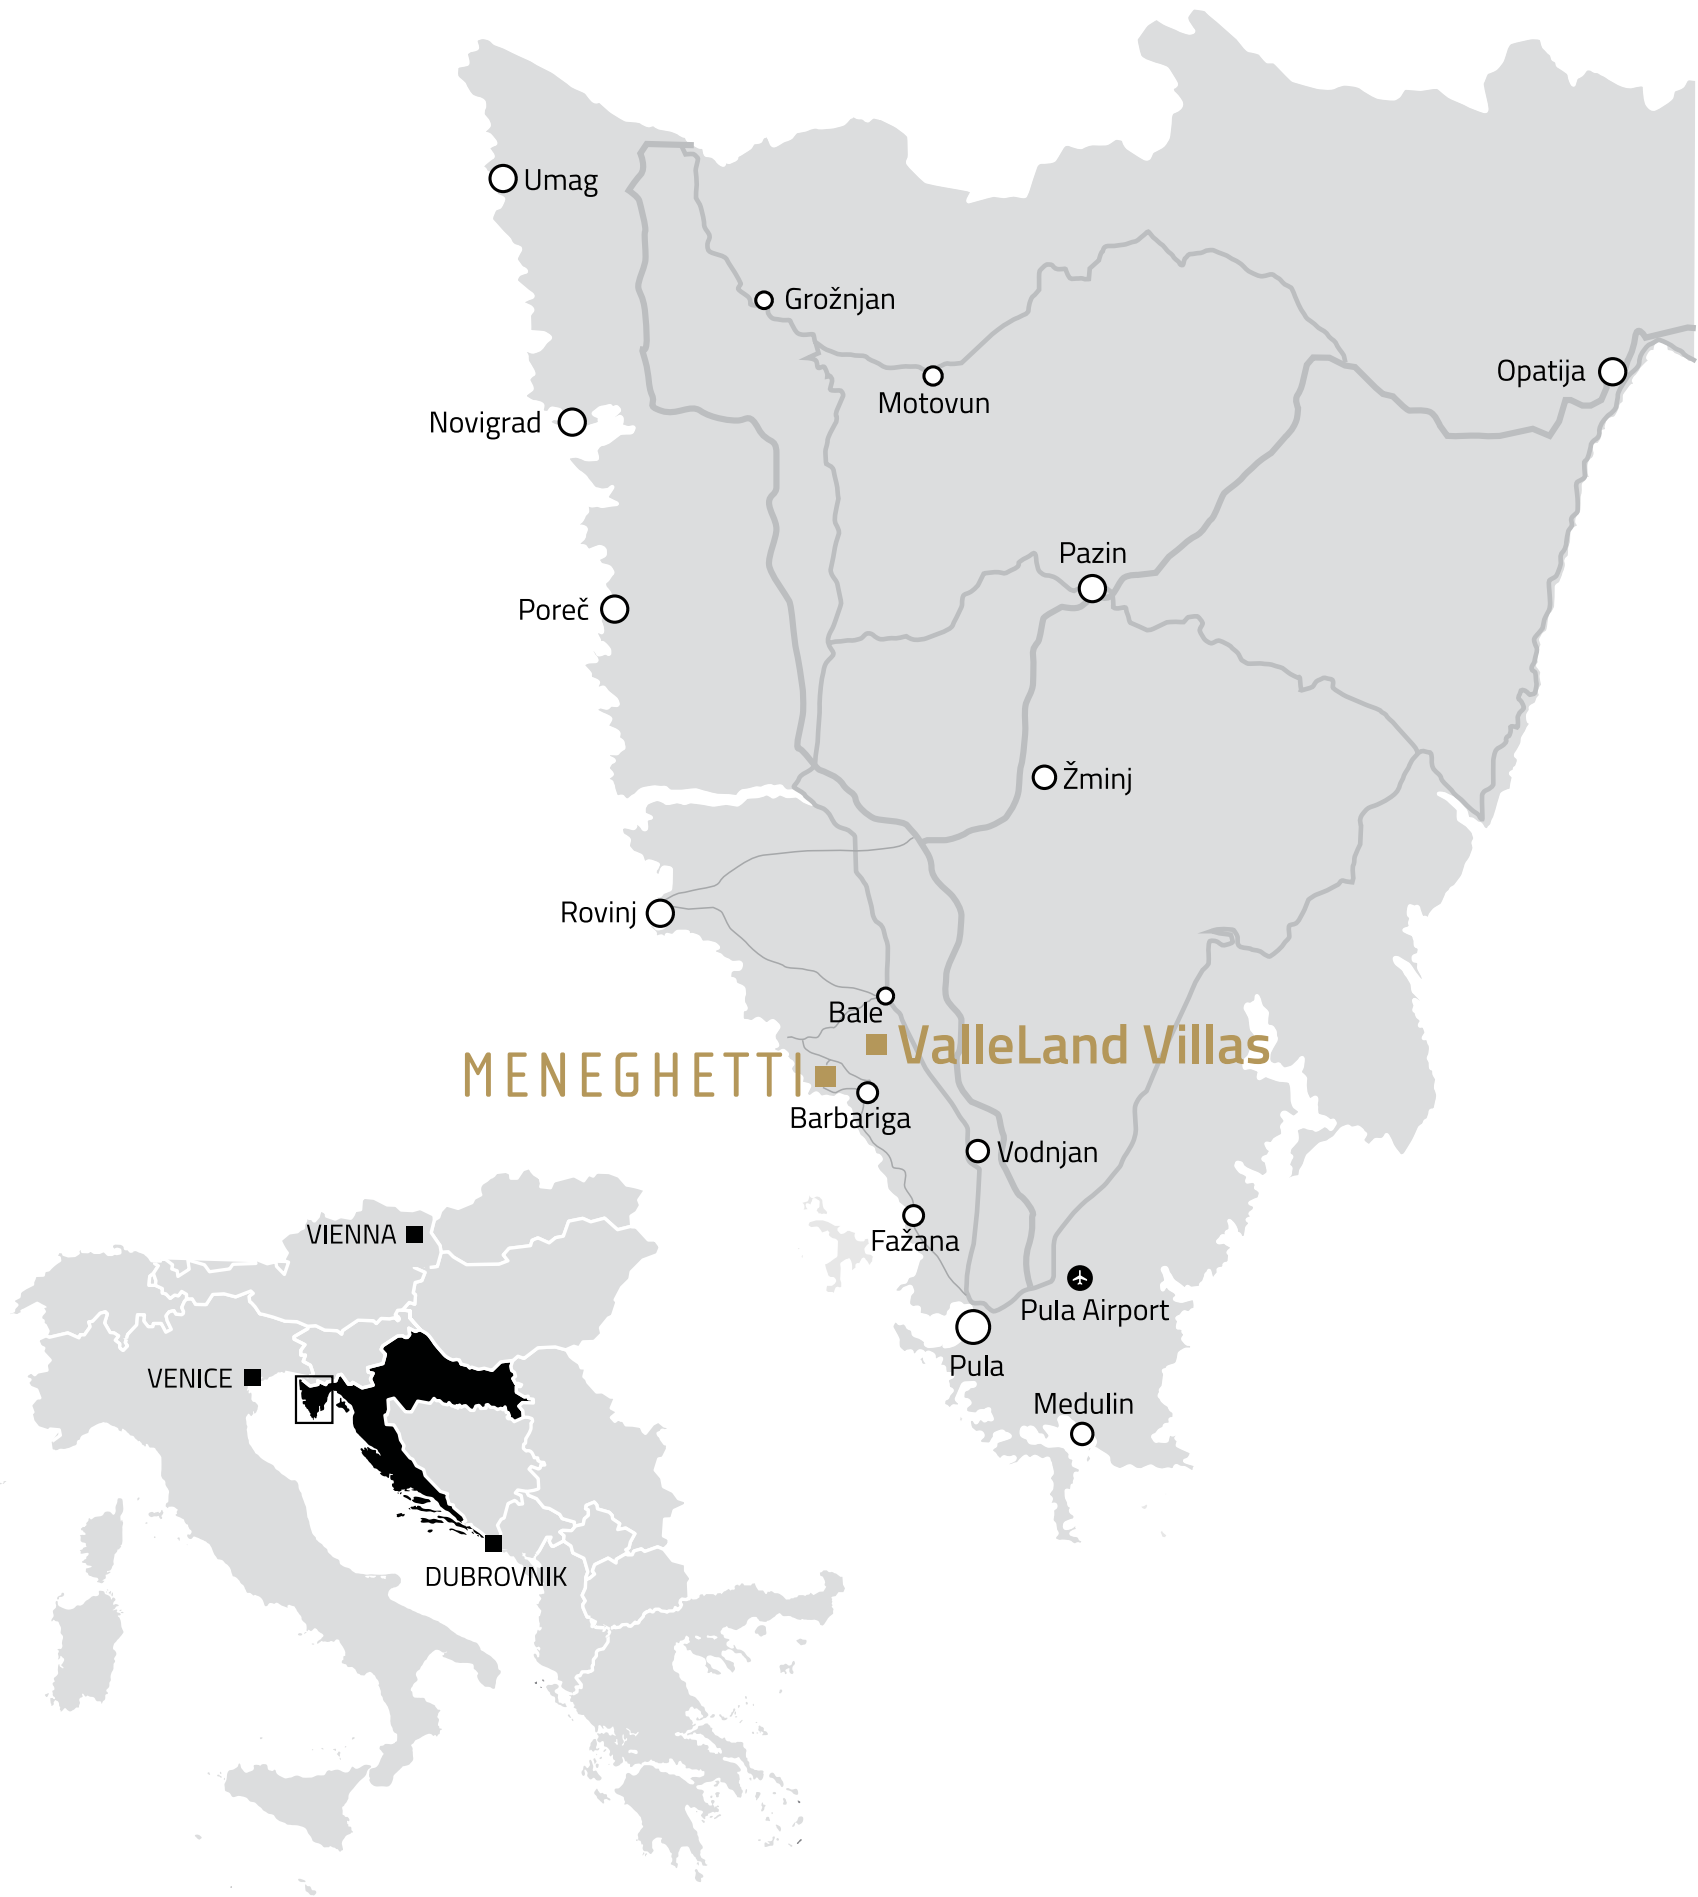 Umag
Grožnjan
Opatija
Motovun
Novigrad
Pazin
Poreč
Žminj
Rovinj
Bale
ValleLand Villas
MENEGHETTI
Barbariga
Vodnjan
Fažana
VIENNA
Pula Airport
Pula
VENICE
Medulin
DUBROVNIK